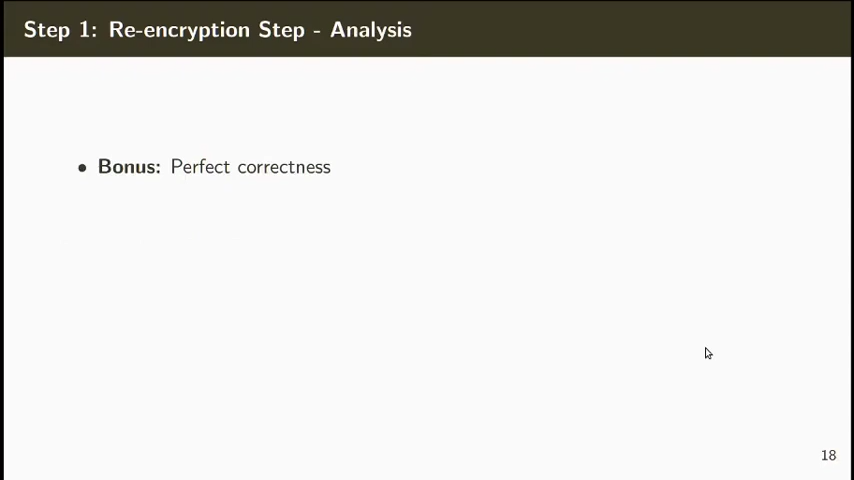 Step 1: Re-encryption Step - Analysis
• Bonus: Perfect correctness
18